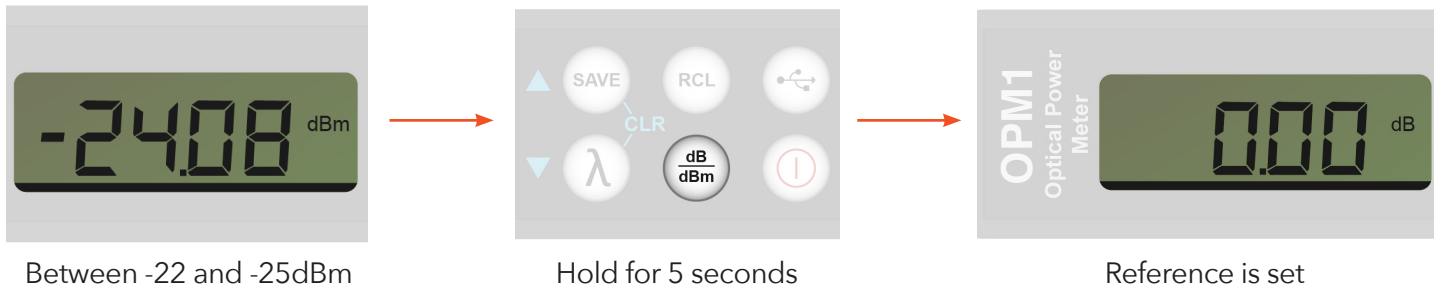 -24.08 dBm
SAVE RCL
CLR
λ dB
dBm
OPM1
Optical Power
Meter
0.00 dB
Between -22 and -25dBm
Hold for 5 seconds
Reference is set